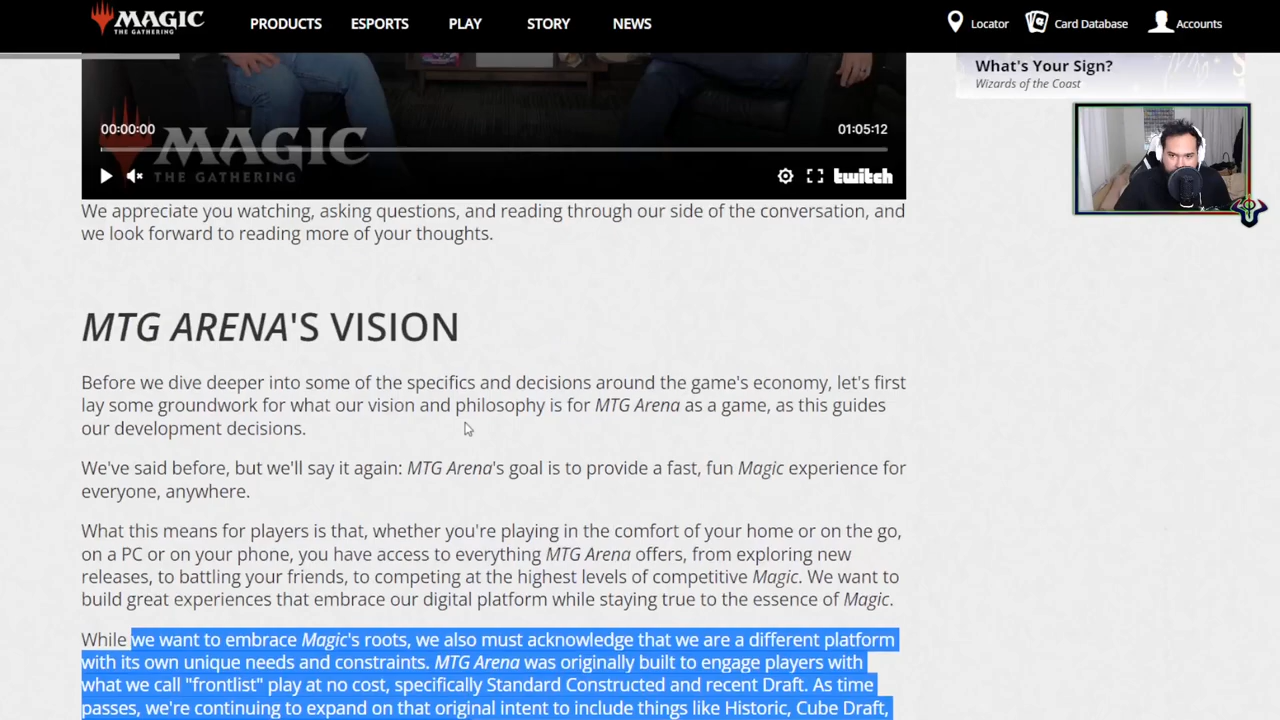 MAGIC
THE GATHERING
PRODUCTS
ESPORTS
PLAY
STORY
NEWS
Locator
Card Database
Accounts
What's Your Sign?
Wizards of the Coast
00:00:00
01:05:12
MAGIC
THE GATHERING
twitch
We appreciate you watching, asking questions, and reading through our side of the conversation, and
we look forward to reading more of your thoughts.
MTG ARENA'S VISION
Before we dive deeper into some of the specifics and decisions around the game's economy, let's first
lay some groundwork for what our vision and philosophy is for MTG Arena as a game, as this guides
our development decisions.
We've said before, but we'll say it again: MTG Arena's goal is to provide a fast, fun Magic experience for
everyone, anywhere.
What this means for players is that, whether you're playing in the comfort of your home or on the go,
on a PC or on your phone, you have access to everything MTG Arena offers, from exploring new
releases, to battling your friends, to competing at the highest levels of competitive Magic. We want to
build great experiences that embrace our digital platform while staying true to the essence of Magic.
While we want to embrace Magic's roots, we also must acknowledge that we are a different platform
with its own unique needs and constraints. MTG Arena was originally built to engage players with
what we call "frontlist" play at no cost, specifically Standard Constructed and recent Draft. As time
passes, we're continuing to expand on that original intent to include things like Historic, Cube Draft,